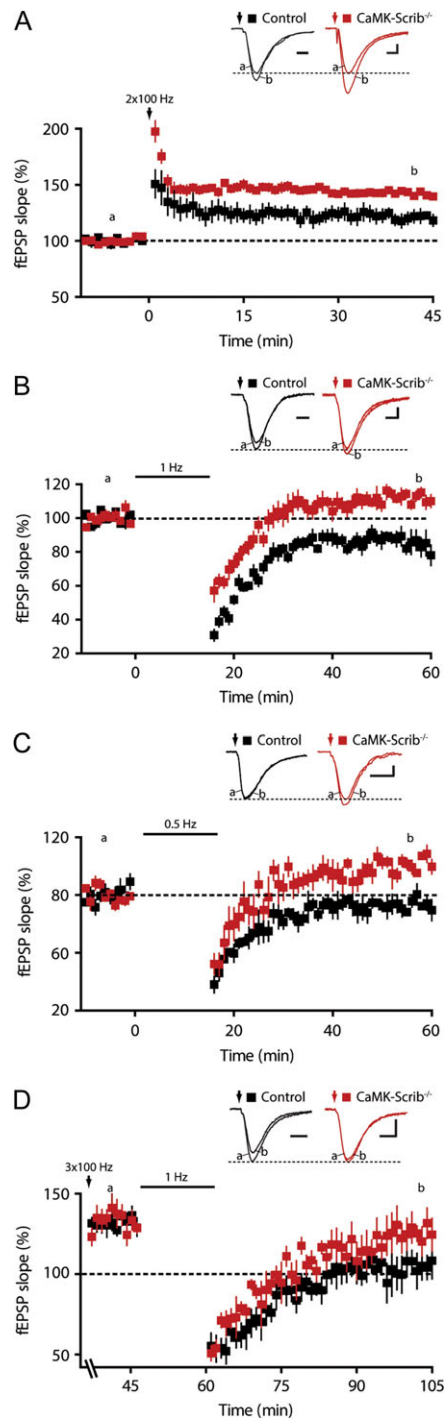 A
Control CaMK-Scrib-/-
a b a b
2x100 Hz
200
150
100
50
fEPSP slope (%)
a b
0 15 30 45
Time (min)
B
Control CaMK-Scrib-/-
a b a b
1 Hz
120
100
80
60
40
20
fEPSP slope (%)
a b
0 20 40 60
Time (min)
C
Control CaMK-Scrib-/-
a b a b
0.5 Hz
120
80
60
20
fEPSP slope (%)
a b
0 20 40 60
Time (min)
D
Control CaMK-Scrib-/-
a b a b
3x100 Hz
1 Hz
150
100
50
fEPSP slope (%)
a b
45 60 75 90 105
Time (min)